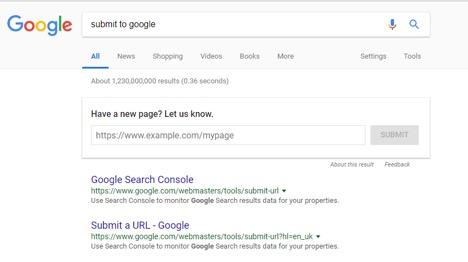 Google submit to google
All News Shopping Videos Books More Settings Tools
About 1,230,000,000 results (0.36 seconds)
Have a new page? Let us know.
https://www.example.com/mypage SUBMIT
About this result Feedback
Google Search Console
https://www.google.com/webmasters/tools/submit-url
Use Search Console to monitor Google Search results data for your properties.
Submit a URL - Google
https://www.google.com/webmasters/tools/submit-url?hl=en_uk
Use Search Console to monitor Google Search results data for your properties.